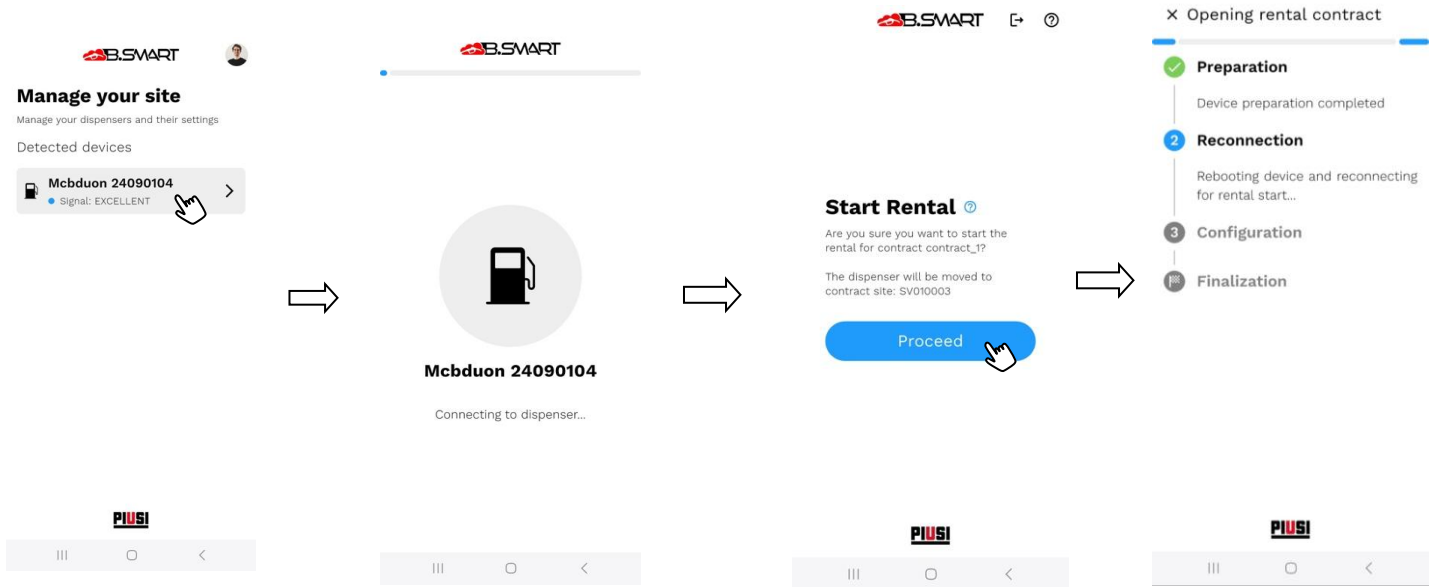 B.SMART
Manage your site
Manage your dispensers and their settings
Detected devices
Mcbduon 24090104
Signal: EXCELLENT
PIUSI
B.SMART
Mcbduon 24090104
Connecting to dispenser...
B.SMART
Start Rental
Are you sure you want to start the
rental for contract contract_1?
The dispenser will be moved to
contract site: SV010003
Proceed
PIUSI
Opening rental contract
Preparation
Device preparation completed
2 Reconnection
Rebooting device and reconnecting
for rental start...
3 Configuration
Finalization
PIUSI